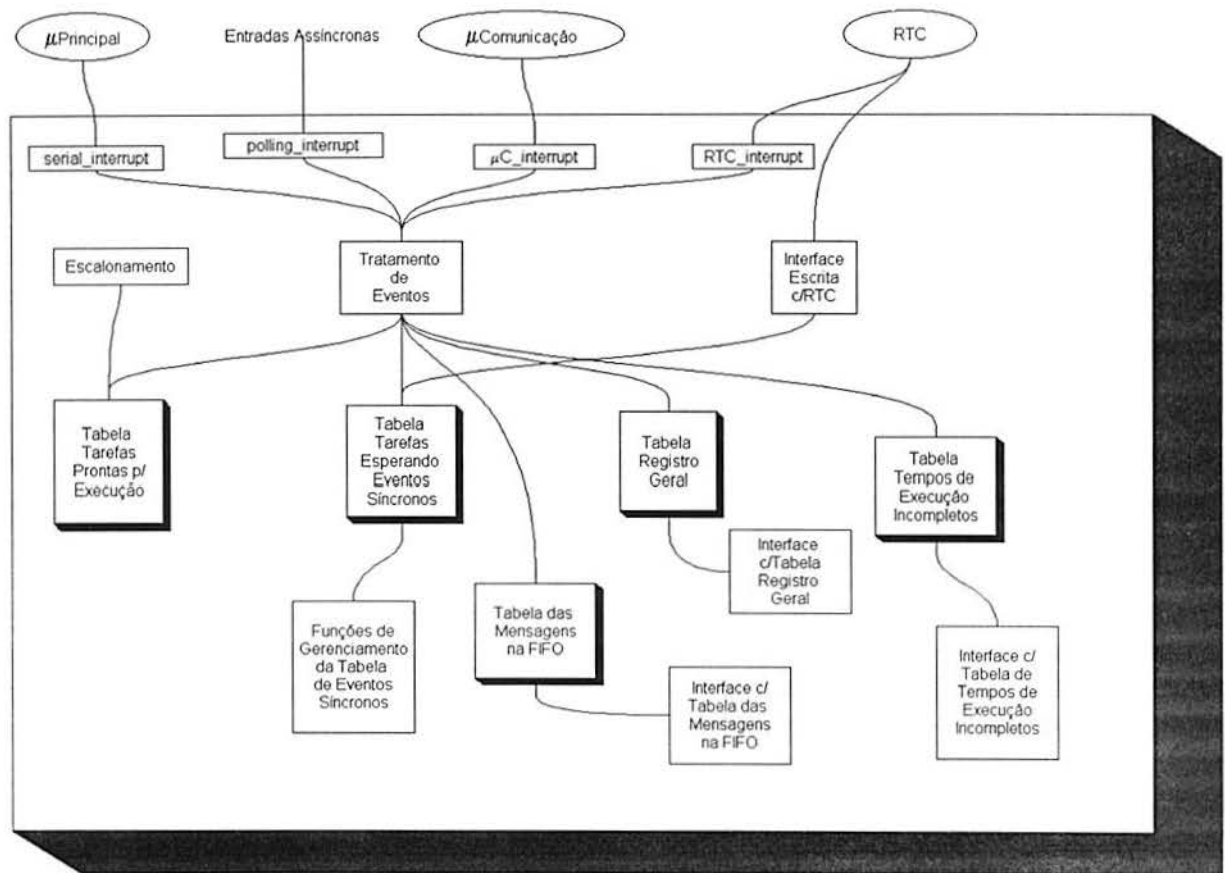 μPrincipal
Entradas Assíncronas
μComunicação
RTC
serial_interrupt
polling_interrupt
μC_interrupt
RTC_interrupt
Escalonamento
Tratamento
de
Eventos
Interface
Escrita
c/RTC
Tabela
Tarefas
Prontas p/
Execução
Tabela
Tarefas
Esperando
Eventos
Síncronos
Tabela
Registro
Geral
Tabela
Tempos de
Execução
Incompletos
Interface
c/Tabela
Registro
Geral
Funções de
Gerenciamento
da Tabela
de Eventos
Síncronos
Tabela das
Mensagens
na FIFO
Interface c/
Tabela das
Mensagens
na FIFO
Interface c/
Tabela de
Tempos de
Execução
Incompletos